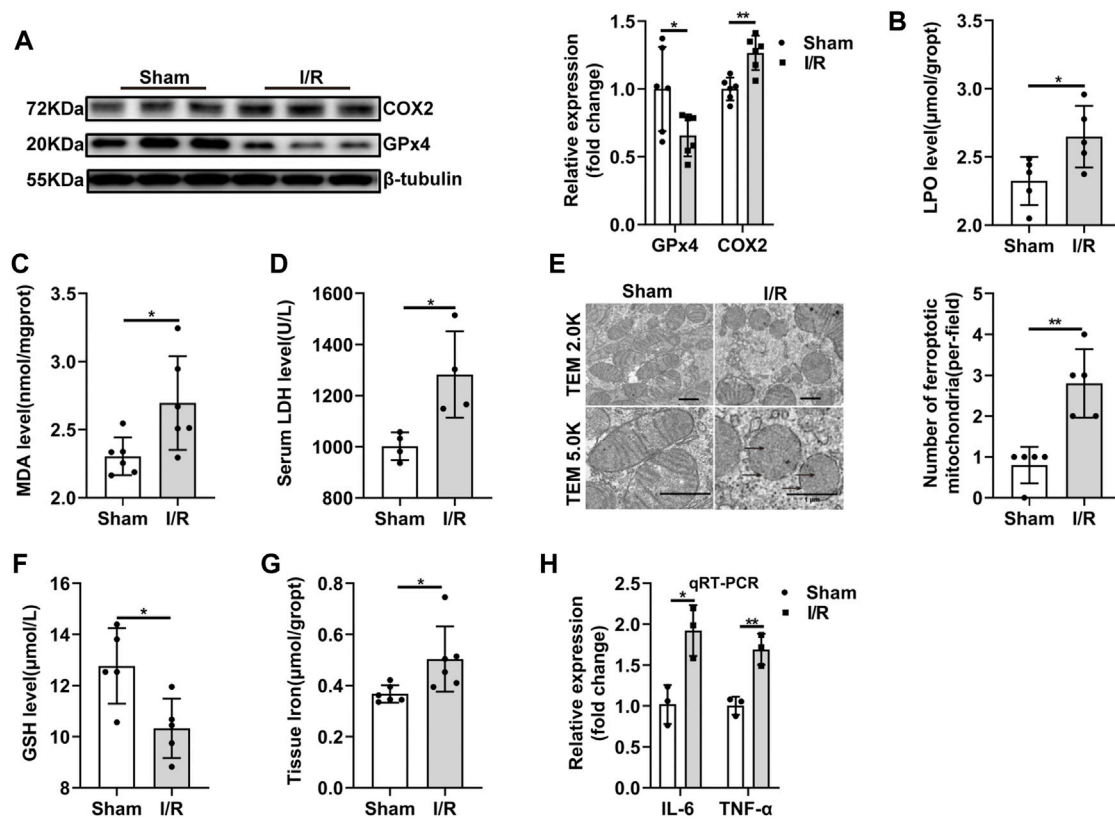 A
Sham
I/R
72KDa
COX2
20KDa
GPx4
55KDa
β-tubulin
Relative expression
(fold change)
1.5
1.0
0.5
0.0
*
**
GPx4
COX2
Sham
I/R
B
LPO level(μmol/gropt)
3.0
2.5
2.0
*
Sham
I/R
C
MDA level(nmol/mgprot)
3.5
3.0
2.5
2.0
*
Sham
I/R
D
Serum LDH level(U/L)
1600
1400
1200
1000
800
*
Sham
I/R
E
Sham
I/R
TEM 2.0K
TEM 5.0K
1 μm
Number of ferroptotic
mitochondria(per-field)
5
4
3
2
1
0
**
Sham
I/R
F
GSH level(μmol/L)
16
14
12
10
8
*
Sham
I/R
G
Tissue Iron(μmol/gropt)
0.8
0.6
0.4
0.2
0.0
*
Sham
I/R
H
qRT-PCR
Relative expression
(fold change)
2.5
2.0
1.5
1.0
0.5
0.0
*
**
IL-6
TNF-α
Sham
I/R